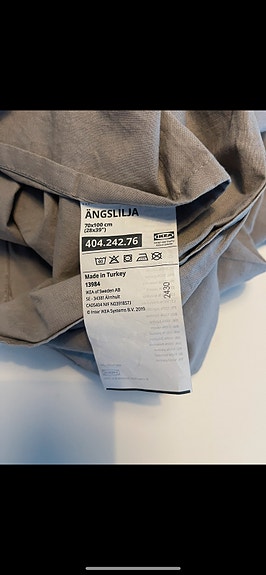 ÄNGSLILJA
70x100 cm
(28x39")
IKEA
404.242.76
Made in Turkey
13984
IKEA of Sweden AB
SE - 34381 Älmhult
© Inter IKEA Systems B.V. 2019
2430